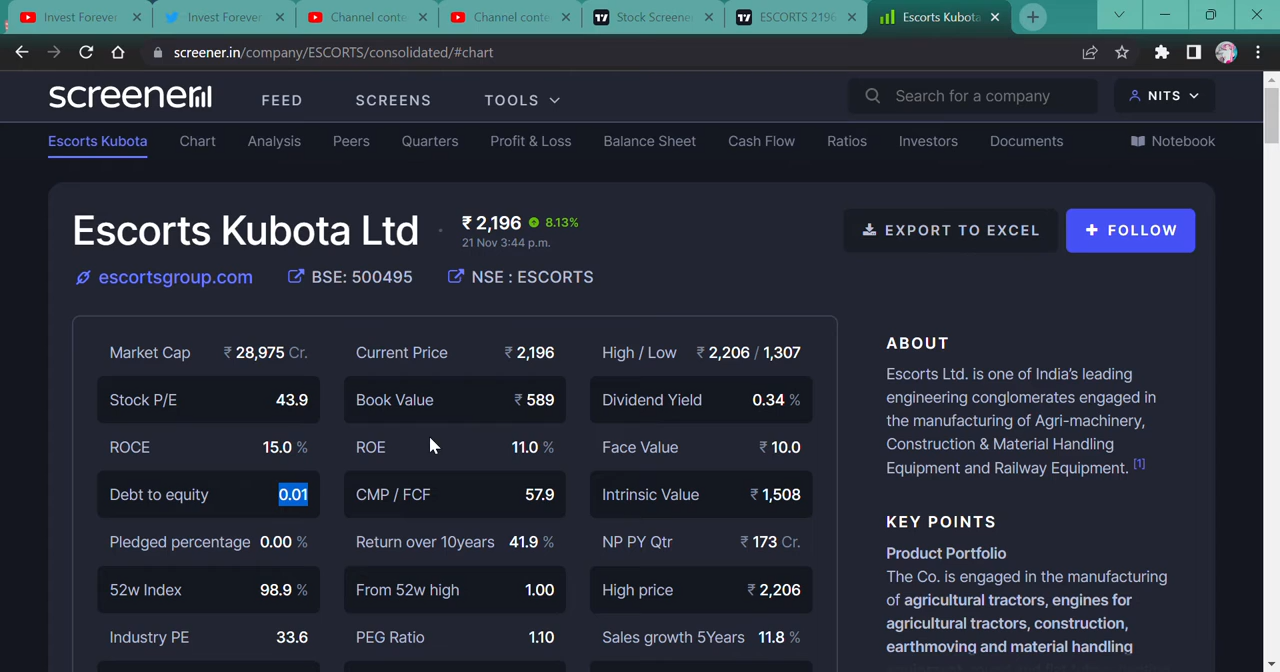 Invest Forever
Invest Forever
Channel conte
Channel conte
Stock Screener
ESCORTS 2196
Escorts Kubota
screener.in/company/ESCORTS/consolidated/#chart
screener
FEED
SCREENS
TOOLS
Search for a company
NITS
Escorts Kubota
Chart
Analysis
Peers
Quarters
Profit & Loss
Balance Sheet
Cash Flow
Ratios
Investors
Documents
Notebook
Escorts Kubota Ltd
₹ 2,196 8.13%
21 Nov 3:44 p.m.
EXPORT TO EXCEL
+ FOLLOW
escortsgroup.com
BSE: 500495
NSE : ESCORTS
Market Cap ₹ 28,975 Cr.
Current Price ₹ 2,196
High / Low ₹ 2,206 / 1,307
Stock P/E 43.9
Book Value ₹ 589
Dividend Yield 0.34 %
ROCE 15.0 %
ROE 11.0 %
Face Value ₹ 10.0
Debt to equity 0.01
CMP / FCF 57.9
Intrinsic Value ₹ 1,508
Pledged percentage 0.00 %
Return over 10years 41.9 %
NP PY Qtr ₹ 173 Cr.
52w Index 98.9 %
From 52w high 1.00
High price ₹ 2,206
Industry PE 33.6
PEG Ratio 1.10
Sales growth 5Years 11.8 %
ABOUT
Escorts Ltd. is one of India's leading
engineering conglomerates engaged in
the manufacturing of Agri-machinery,
Construction & Material Handling
Equipment and Railway Equipment. [1]
KEY POINTS
Product Portfolio
The Co. is engaged in the manufacturing
of agricultural tractors, engines for
agricultural tractors, construction,
earthmoving and material handling